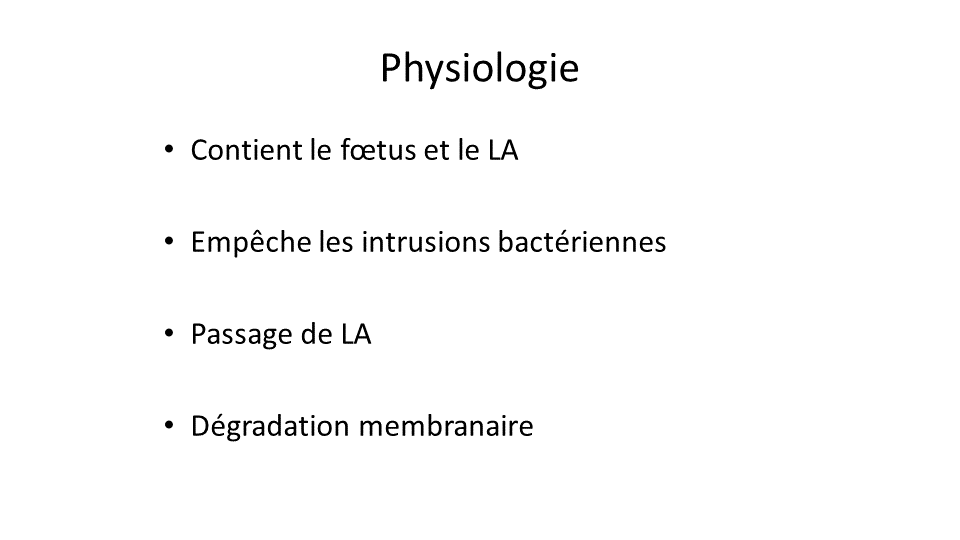 Physiologie
• Contient le fœtus et le LA
• Empêche les intrusions bactériennes
• Passage de LA
• Dégradation membranaire